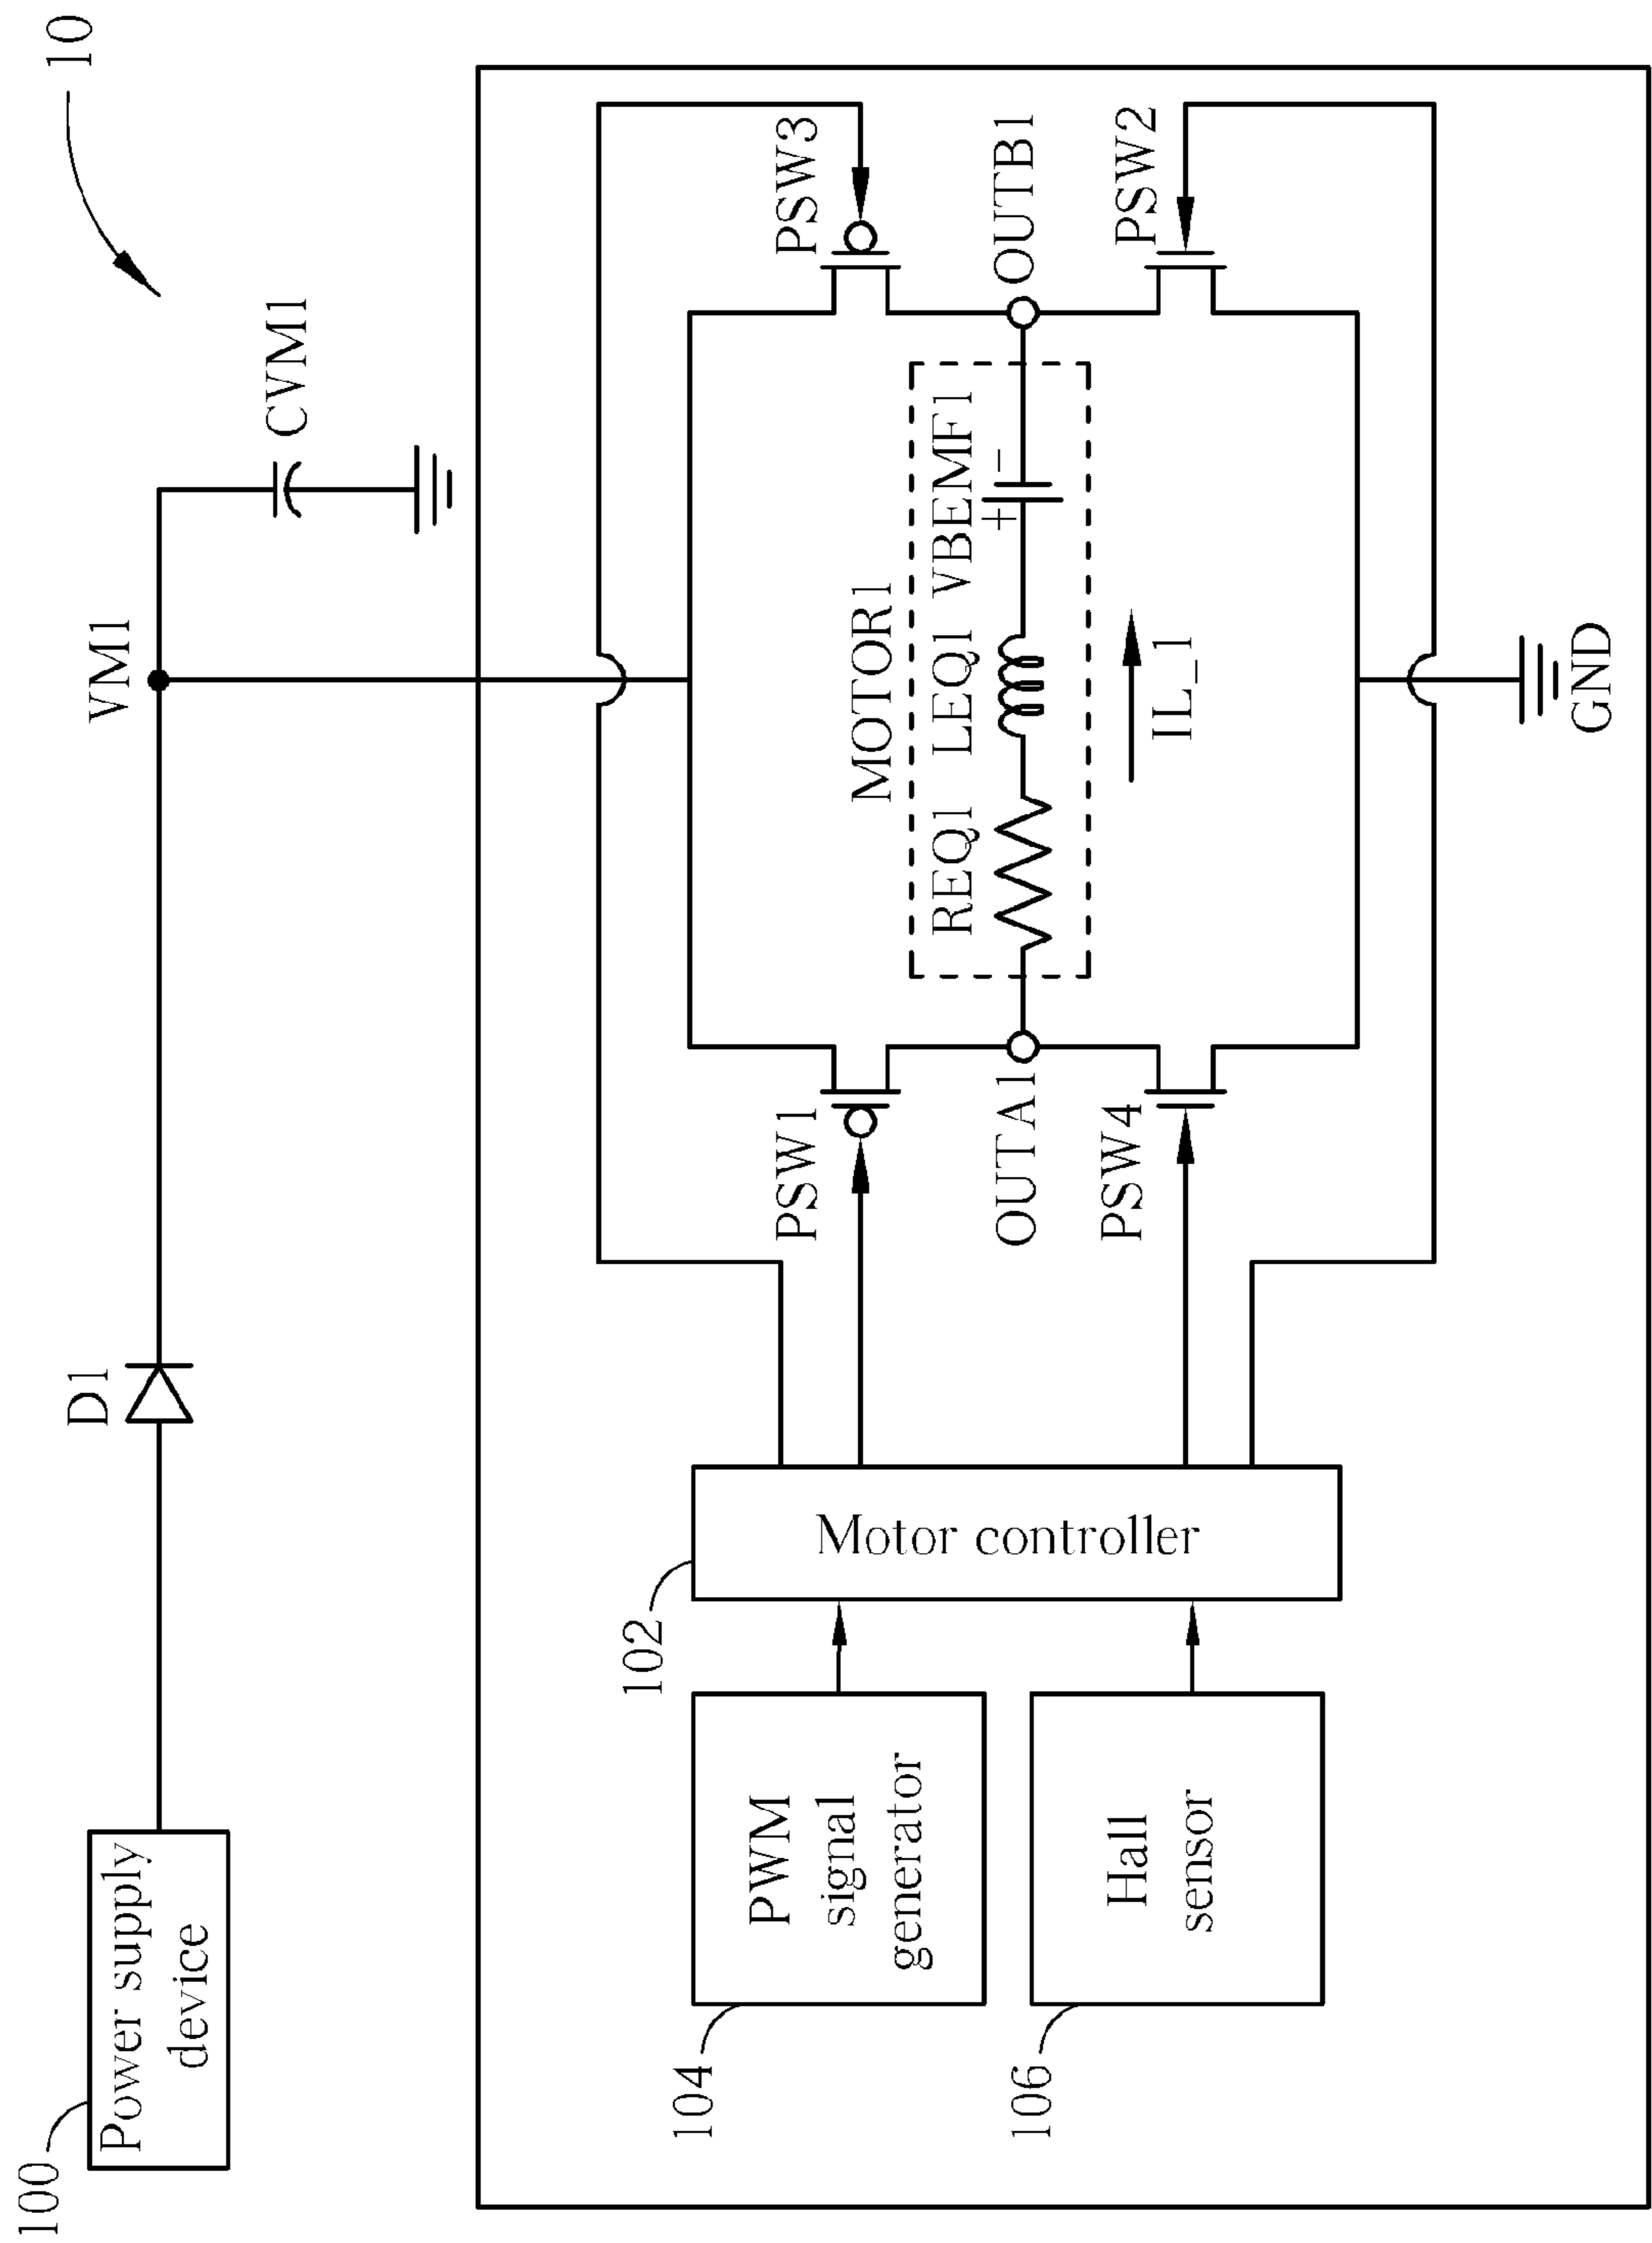 10
100
Power supply
device
D1
VM1
CVM1
MOTOR1
REQ1
LEQ1
VBEMF1
+
−
IL_1
PSW1
PSW3
OUTA1
OUTB1
PSW4
PSW2
GND
102
Motor controller
104
PWM
signal
generator
106
Hall
sensor